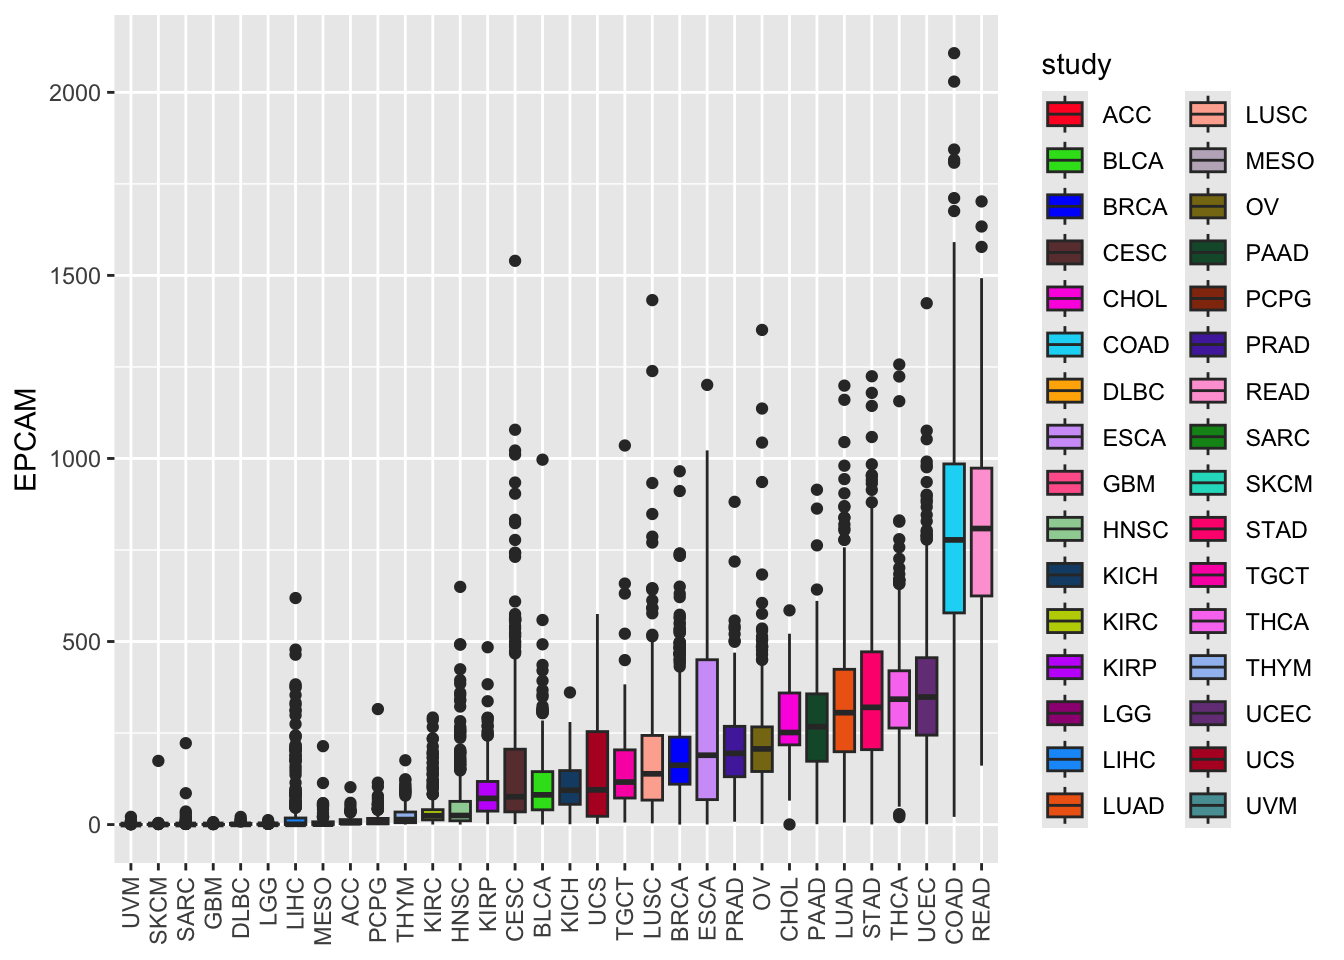 EPCAM
2000
1500
1000
500
0
UVM
SKCM
SARC
GBM
DLBC
LGG
LIHC
MESO
ACC
PCPG
THYM
KIRC
HNSC
KIRP
CESC
BLCA
KICH
UCS
TGCT
LUSC
BRCA
ESCA
PRAD
OV
CHOL
PAAD
LUAD
STAD
THCA
UCEC
COAD
READ
study
ACC
BLCA
BRCA
CESC
CHOL
COAD
DLBC
ESCA
GBM
HNSC
KICH
KIRC
KIRP
LGG
LIHC
LUAD
LUSC
MESO
OV
PAAD
PCPG
PRAD
READ
SARC
SKCM
STAD
TGCT
THCA
THYM
UCEC
UCS
UVM